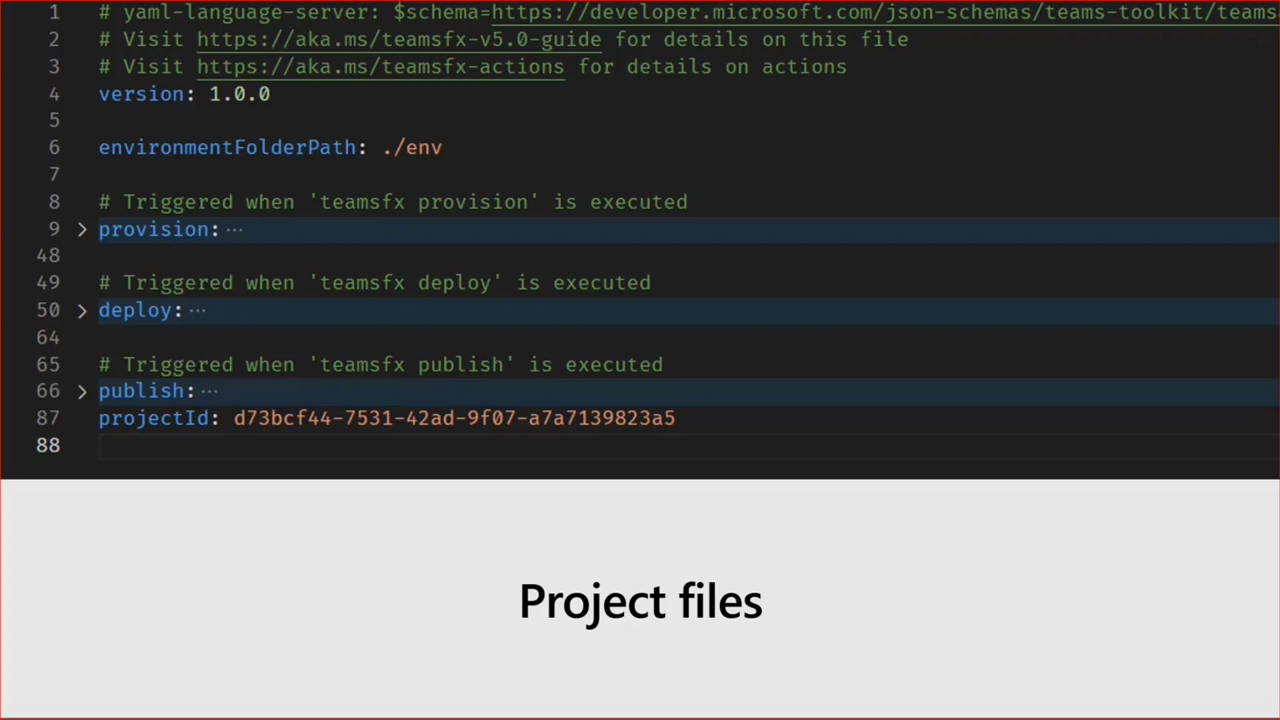 1 # yaml-language-server: $schema=https://developer.microsoft.com/json-schemas/teams-toolkit/teams
2 # Visit https://aka.ms/teamsfx-v5.0-guide for details on this file
3 # Visit https://aka.ms/teamsfx-actions for details on actions
4 version: 1.0.0
5
6 environmentFolderPath: ./env
7
8 # Triggered when 'teamsfx provision' is executed
9 > provision: ···
48
49 # Triggered when 'teamsfx deploy' is executed
50 > deploy: ···
64
65 # Triggered when 'teamsfx publish' is executed
66 > publish: ···
87 projectId: d73bcf44-7531-42ad-9f07-a7a7139823a5
88
Project files